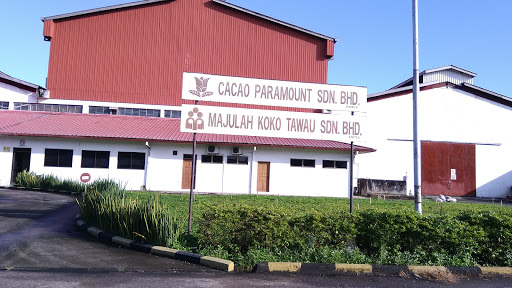 CACAO PARAMOUNT SDN. BHD.
MAJULAH KOKO TAWAU SDN. BHD.